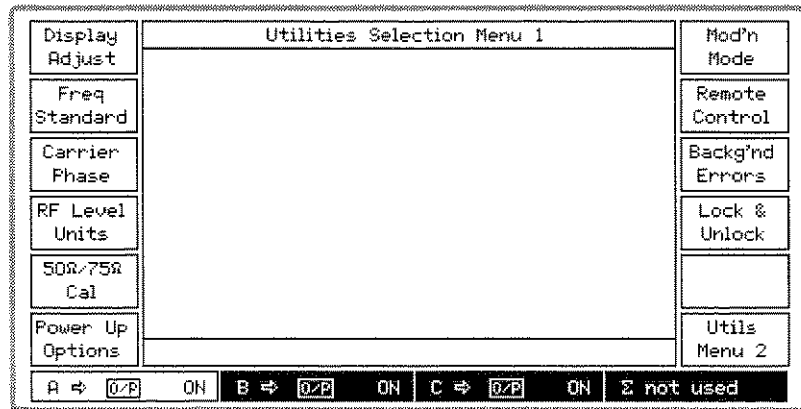 Utilities Selection Menu 1
Display
Adjust
Freq
Standard
Carrier
Phase
RF Level
Units
50Ω/75Ω
Cal
Power Up
Options
Mod'n
Mode
Remote
Control
Backg'nd
Errors
Lock &
Unlock
Utils
Menu 2
A ⇨ O/P ON B ⇨ O/P ON C ⇨ O/P ON Σ not used